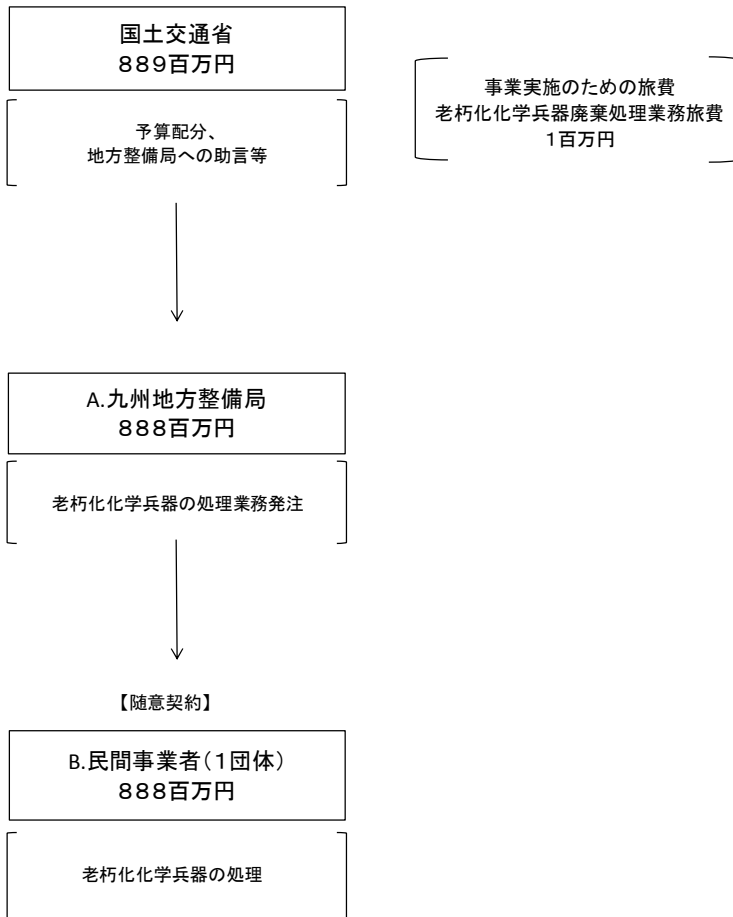 国土交通省
889百万円
予算配分、
地方整備局への助言等
事業実施のための旅費
老朽化化学兵器廃棄処理業務旅費
1百万円
A.九州地方整備局
888百万円
老朽化化学兵器の処理業務発注
【随意契約】
B.民間事業者(1団体)
888百万円
老朽化化学兵器の処理